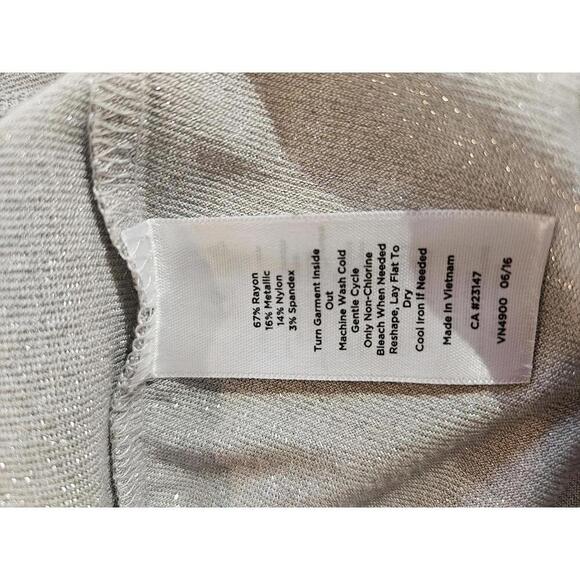 67% Rayon
16% Metallic
14% Nylon
3% Spandex
Turn Garment Inside
Out
Machine Wash Cold
Gentle Cycle
Only Non-Chlorine
Bleach When Needed
Reshape, Lay Flat To
Dry
Cool Iron If Needed
Made in Vietnam
CA #23147
VN4900 06/16